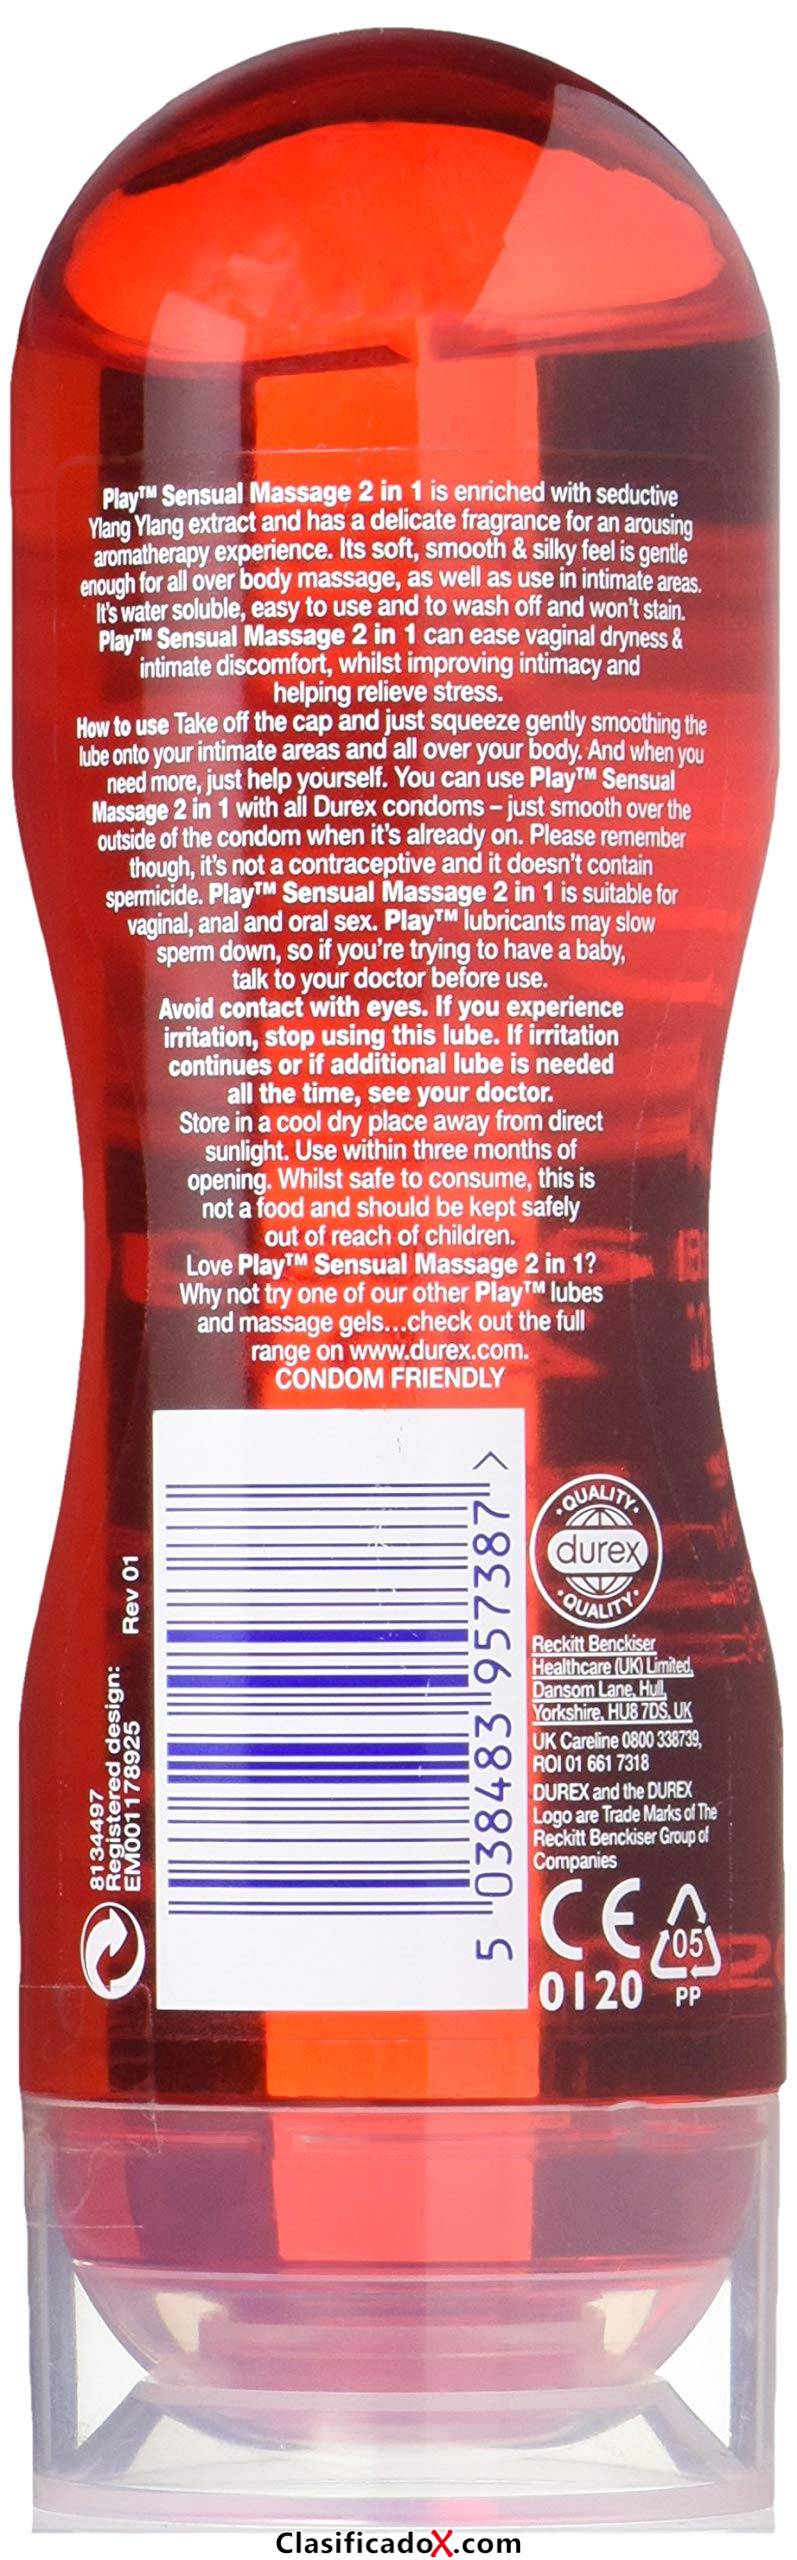 Play™ Sensual Massage 2 in 1 is enriched with seductive
Ylang Ylang extract and has a delicate fragrance for an arousing
aromatherapy experience. Its soft, smooth & silky feel is gentle
enough for all over body massage, as well as use in intimate areas.
It's water soluble, easy to use and to wash off and won't stain.
Play™ Sensual Massage 2 in 1 can ease vaginal dryness &
intimate discomfort, whilst improving intimacy and
helping relieve stress.
How to use Take off the cap and just squeeze gently smoothing the
lube onto your intimate areas and all over your body. And when you
need more, just help yourself. You can use Play™ Sensual
Massage 2 in 1 with all Durex condoms – just smooth over the
outside of the condom when it's already on. Please remember
though, it's not a contraceptive and it doesn't contain
spermicide. Play™ Sensual Massage 2 in 1 is suitable for
vaginal, anal and oral sex. Play™ lubricants may slow
sperm down, so if you're trying to have a baby,
talk to your doctor before use.
Avoid contact with eyes. If you experience
irritation, stop using this lube. If irritation
continues or if additional lube is needed
all the time, see your doctor.
Store in a cool dry place away from direct
sunlight. Use within three months of
opening. Whilst safe to consume, this is
not a food and should be kept safely
out of reach of children.
Love Play™ Sensual Massage 2 in 1?
Why not try one of our other Play™ lubes
and massage gels...check out the full
range on www.durex.com.
CONDOM FRIENDLY
8134497
Registered design:
EM001178925
Rev 01
5 038483 957387 >
QUALITY
durex
QUALITY
Reckitt Benckiser
Healthcare (UK) Limited,
Dansom Lane, Hull,
Yorkshire, HU8 7DS, UK
UK Careline 0800 338739,
ROI 01 661 7318
DUREX and the DUREX
Logo are Trade Marks of The
Reckitt Benckiser Group of
Companies
CE
0120
05
PP
ClasificadoX.com